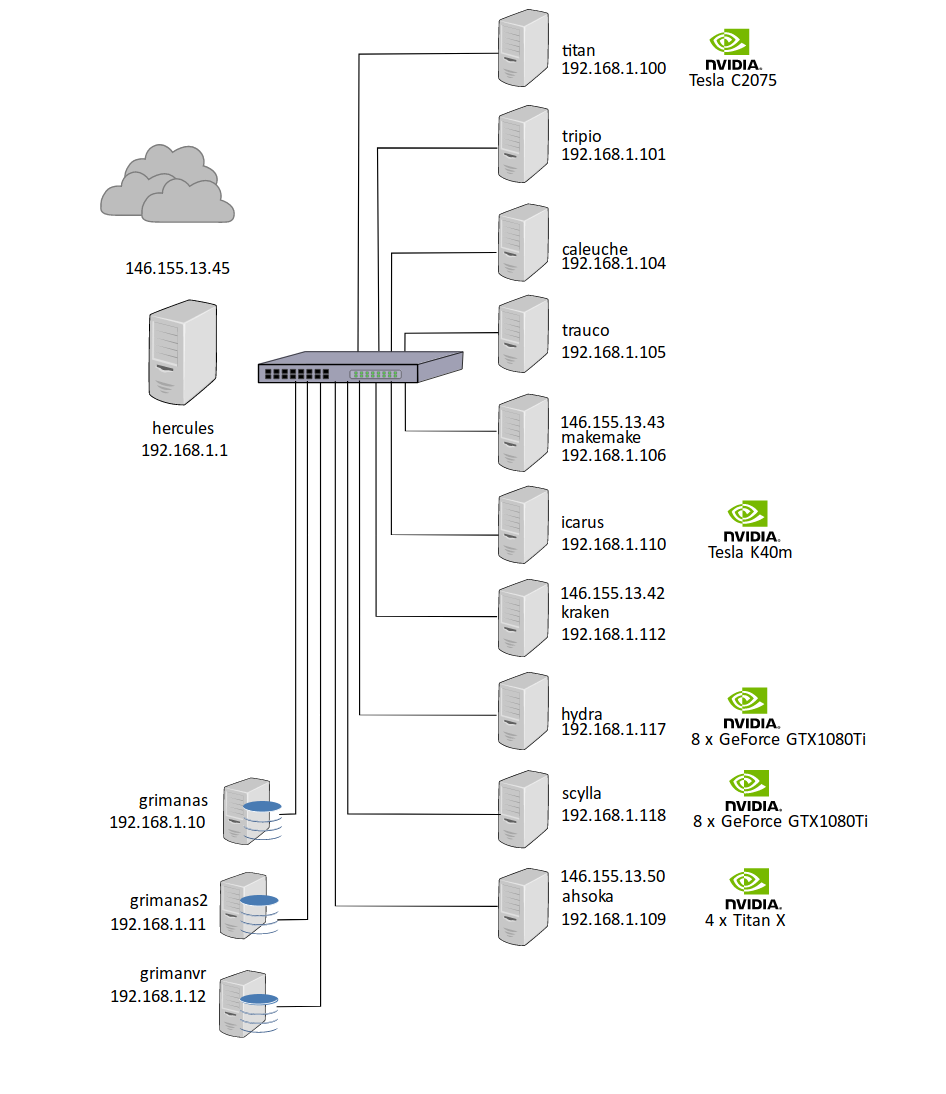 titan
192.168.1.100
NVIDIA.
Tesla C2075
tripio
192.168.1.101
caleuche
192.168.1.104
146.155.13.45
trauco
192.168.1.105
hercules
192.168.1.1
146.155.13.43
makemake
192.168.1.106
icarus
192.168.1.110
NVIDIA.
Tesla K40m
146.155.13.42
kraken
192.168.1.112
hydra
192.168.1.117
NVIDIA.
8 x GeForce GTX1080Ti
scylla
192.168.1.118
NVIDIA.
8 x GeForce GTX1080Ti
grimanas
192.168.1.10
146.155.13.50
ahsoka
192.168.1.109
NVIDIA.
4 x Titan X
grimanas2
192.168.1.11
grimanvr
192.168.1.12